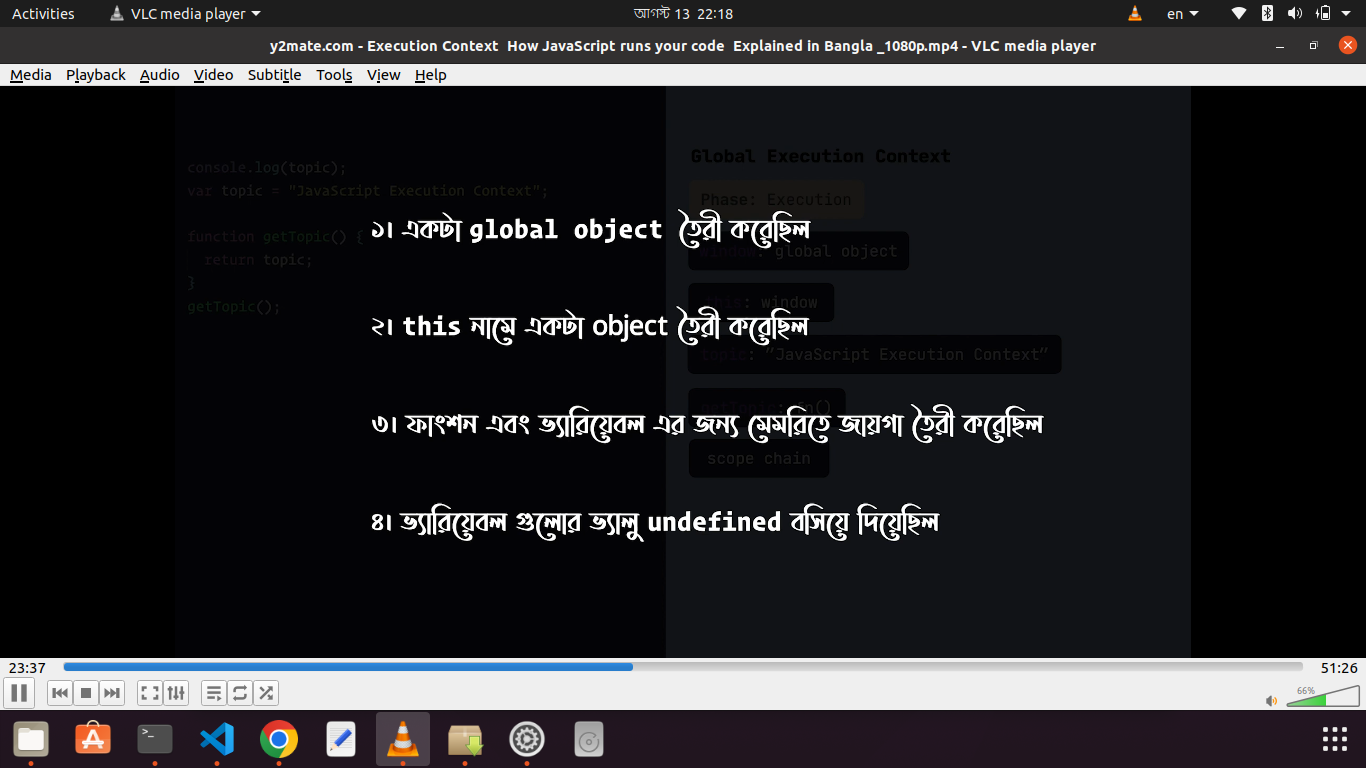 Activities VLC media player আগস্ট 13 22:18 en
y2mate.com - Execution Context How JavaScript runs your code Explained in Bangla _1080p.mp4 - VLC media player
Media Playback Audio Video Subtitle Tools View Help
console.log(topic);
var topic = "JavaScript Execution Context";
function getTopic() {
return topic;
}
getTopic();
Global Execution Context
Phase: Execution
window: global object
this: window
topic: "JavaScript Execution Context"
getTopic: fn()
scope chain
১। একটা global object তৈরী করেছিল
২। this নামে একটা object তৈরী করেছিল
৩। ফাংশন এবং ভ্যারিয়েবল এর জন্য মেমরিতে জায়গা তৈরী করেছিল
৪। ভ্যারিয়েবল গুলোর ভ্যালু undefined বসিয়ে দিয়েছিল
23:37 51:26
66%